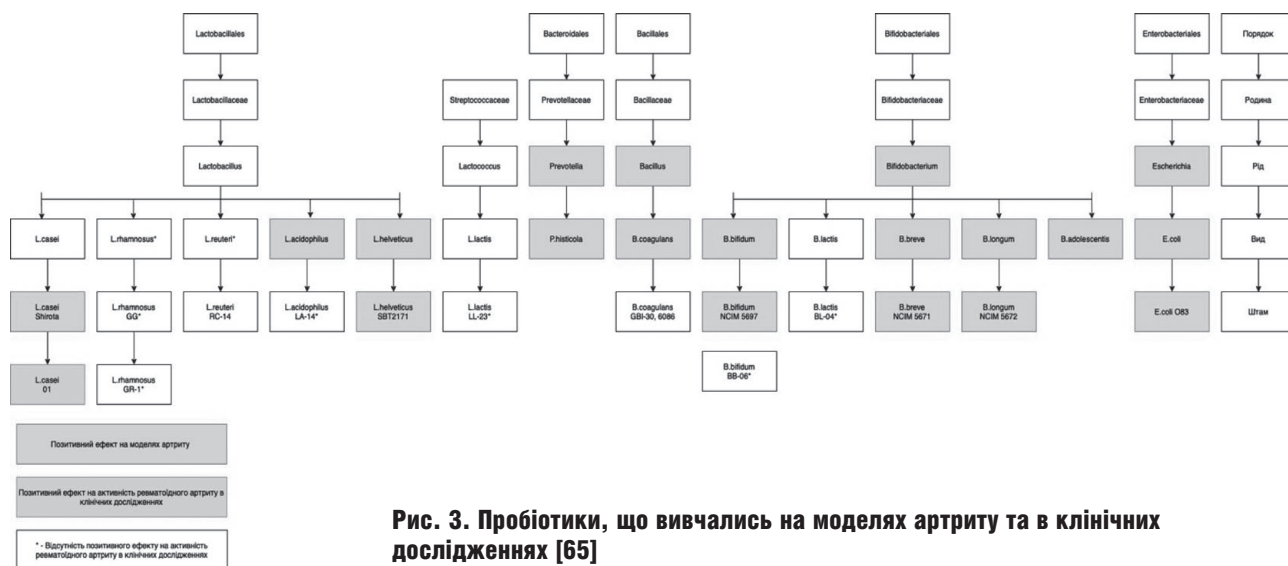 Lactobacillales
Bacteroidales
Bacillales
Bifidobacteriales
Enterobacteriales
Порядок
Lactobacillaceae
Streptococcaceae
Prevotellaceae
Bacillaceae
Bifidobacteriaceae
Enterobacteriaceae
Родина
Lactobacillus
Lactococcus
Prevotella
Bacillus
Bifidobacterium
Escherichia
Рід
L.casei
L.rhamnosus*
L.reuteri*
L.acidophilus
L.helveticus
L.lactis
P.histicola
B.coagulans
B.bifidum
B.lactis
B.breve
B.longum
B.adolescentis
E.coli
Вид
L.casei
Shirota
L.rhamnosus
GG*
L.reuteri
RC-14
L.acidophilus
LA-14*
L.helveticus
SBT2171
L.lactis
LL-23*
B.coagulans
GBI-30, 6086
B.bifidum
NCIM 5697
B.lactis
BL-04*
B.breve
NCIM 5671
B.longum
NCIM 5672
E.coli O83
Штам
L.casei
01
L.rhamnosus
GR-1*
B.bifidum
BB-06*
Позитивний ефект на моделях артриту
Позитивний ефект на активність ревматоїдного артриту в
клінічних дослідженнях
* - Відсутність позитивного ефекту на активність
ревматоїдного артриту в клінічних дослідженнях
Рис. 3. Пробіотики, що вивчались на моделях артриту та в клінічних
дослідженнях [65]